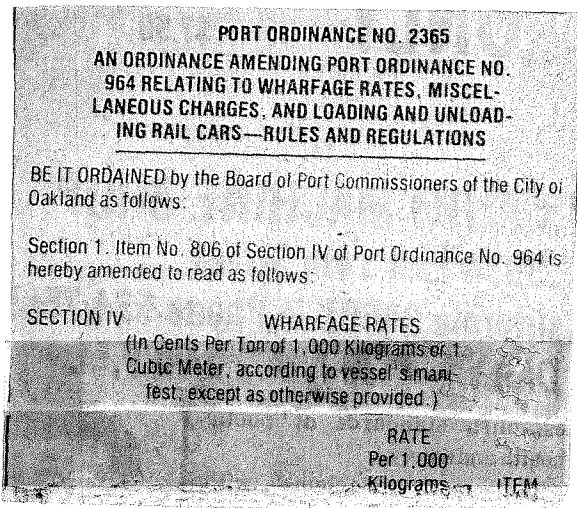 PORT ORDINANCE NO. 2365
AN ORDINANCE AMENDING PORT ORDINANCE NO.
964 RELATING TO WHARFAGE RATES, MISCEL-
LANEOUS CHARGES, AND LOADING AND UNLOAD-
ING RAIL CARS—RULES AND REGULATIONS
BE IT ORDAINED by the Board of Port Commissioners of the City of
Oakland as follows:
Section 1. Item No. 806 of Section IV of Port Ordinance No. 964 is
hereby amended to read as follows:
SECTION IV WHARFAGE RATES
(In Cents Per Ton of 1,000 Kilograms or 1
Cubic Meter, according to vessel's mani-
fest, except as otherwise provided.)
RATE
Per 1,000
Kilograms ITEM